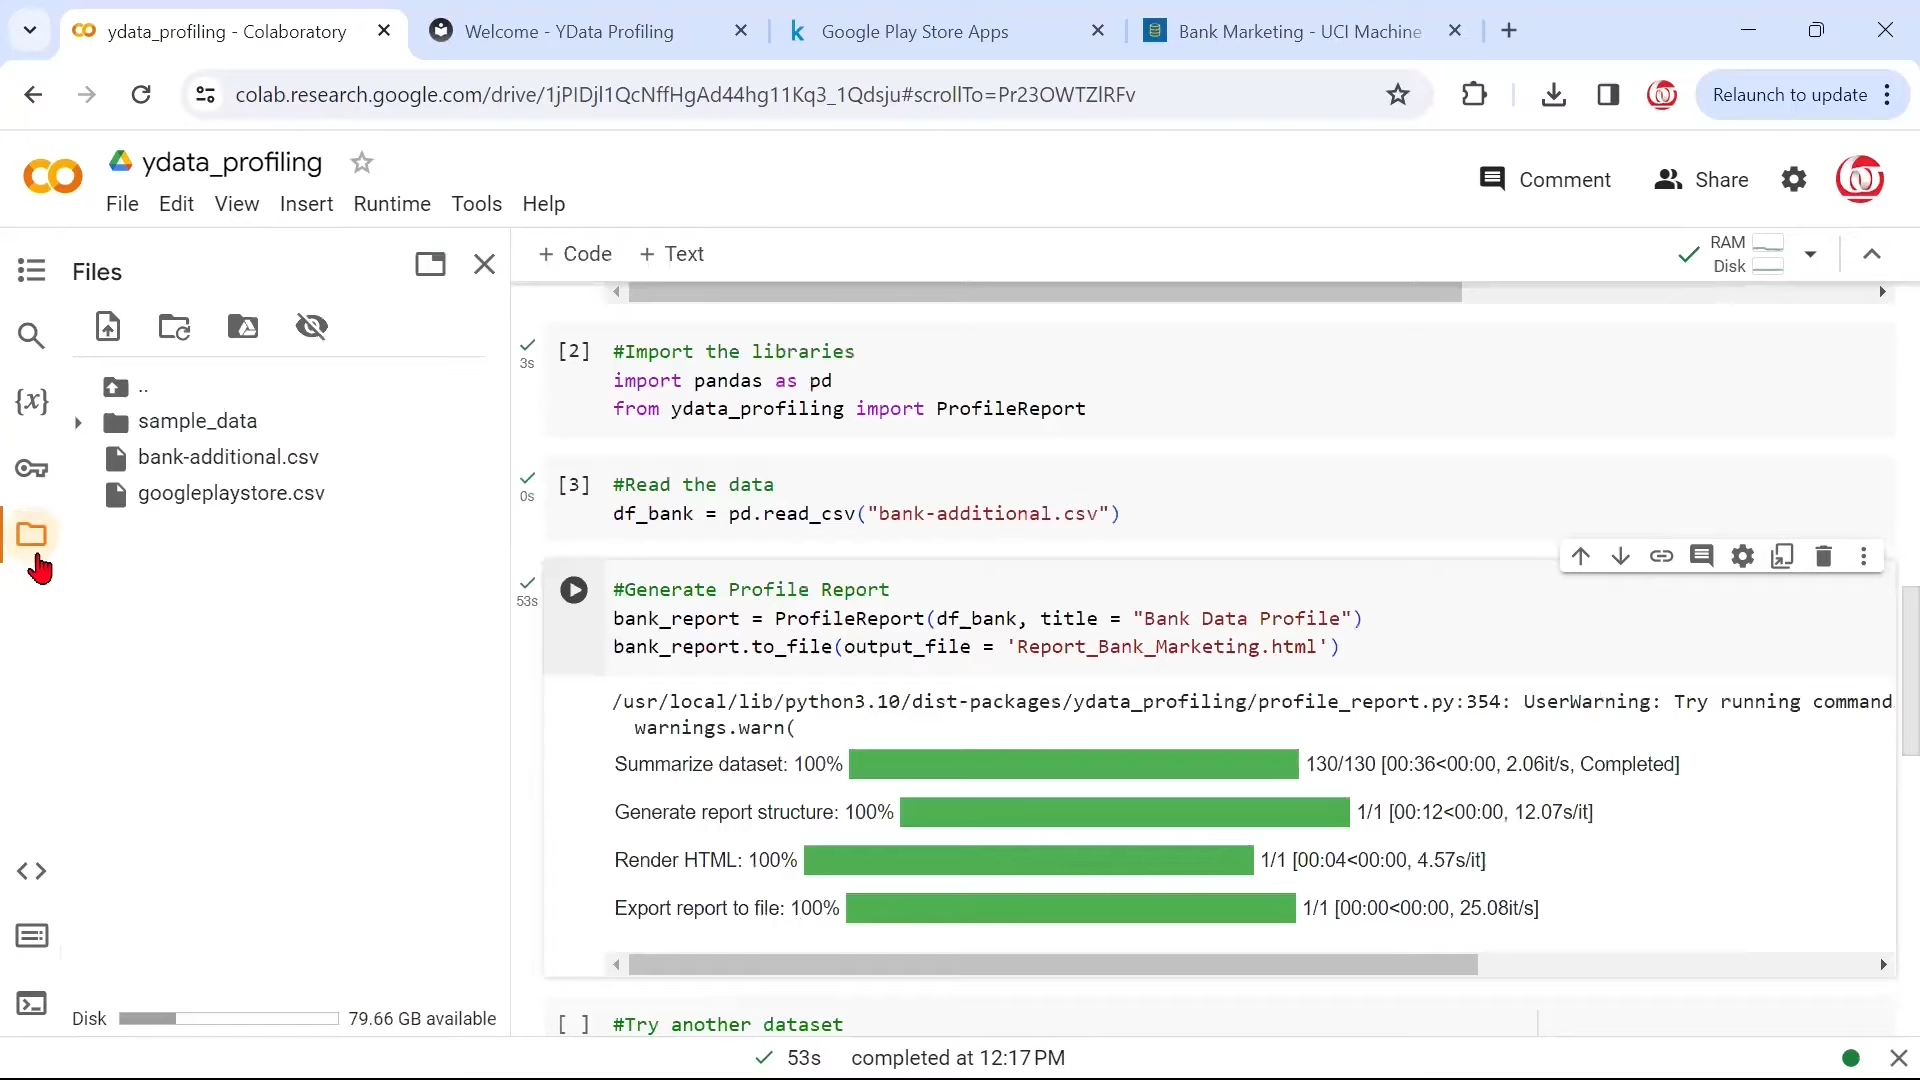 ydata_profiling - Colaboratory
Welcome - YData Profiling
Google Play Store Apps
Bank Marketing - UCI Machine
colab.research.google.com/drive/1jPIDjl1QcNffHgAd44hg11Kq3_1Qdsju#scrollTo=Pr23OWTZlRFv
Relaunch to update
ydata_profiling
File Edit View Insert Runtime Tools Help
Comment
Share
Files
+ Code + Text
RAM
Disk
..
sample_data
bank-additional.csv
googleplaystore.csv
Disk 79.66 GB available
3s
[2] #Import the libraries
import pandas as pd
from ydata_profiling import ProfileReport
0s
[3] #Read the data
df_bank = pd.read_csv("bank-additional.csv")
53s
#Generate Profile Report
bank_report = ProfileReport(df_bank, title = "Bank Data Profile")
bank_report.to_file(output_file = 'Report_Bank_Marketing.html')
/usr/local/lib/python3.10/dist-packages/ydata_profiling/profile_report.py:354: UserWarning: Try running command
warnings.warn(
Summarize dataset: 100% 130/130 [00:36<00:00, 2.06it/s, Completed]
Generate report structure: 100% 1/1 [00:12<00:00, 12.07s/it]
Render HTML: 100% 1/1 [00:04<00:00, 4.57s/it]
Export report to file: 100% 1/1 [00:00<00:00, 25.08it/s]
[ ] #Try another dataset
53s completed at 12:17 PM